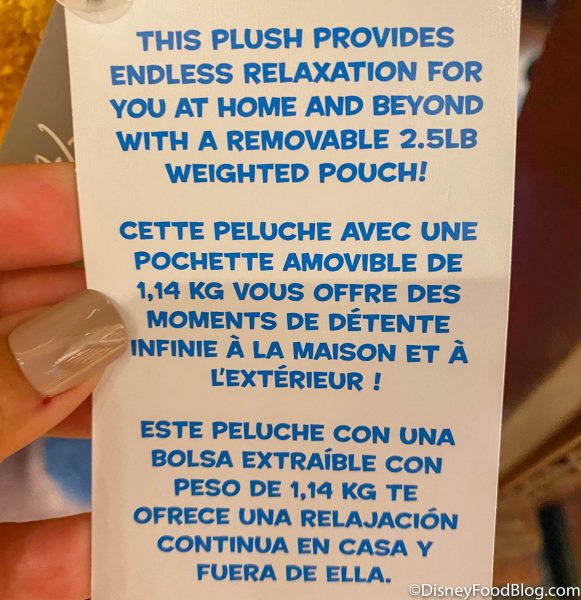 THIS PLUSH PROVIDES
ENDLESS RELAXATION FOR
YOU AT HOME AND BEYOND
WITH A REMOVABLE 2.5LB
WEIGHTED POUCH!
CETTE PELUCHE AVEC UNE
POCHETTE AMOVIBLE DE
1,14 KG VOUS OFFRE DES
MOMENTS DE DÉTENTE
INFINIE À LA MAISON ET À
L'EXTÉRIEUR !
ESTE PELUCHE CON UNA
BOLSA EXTRAÍBLE CON
PESO DE 1,14 KG TE
OFRECE UNA RELAJACIÓN
CONTINUA EN CASA Y
FUERA DE ELLA.
©DisneyFoodBlog.com